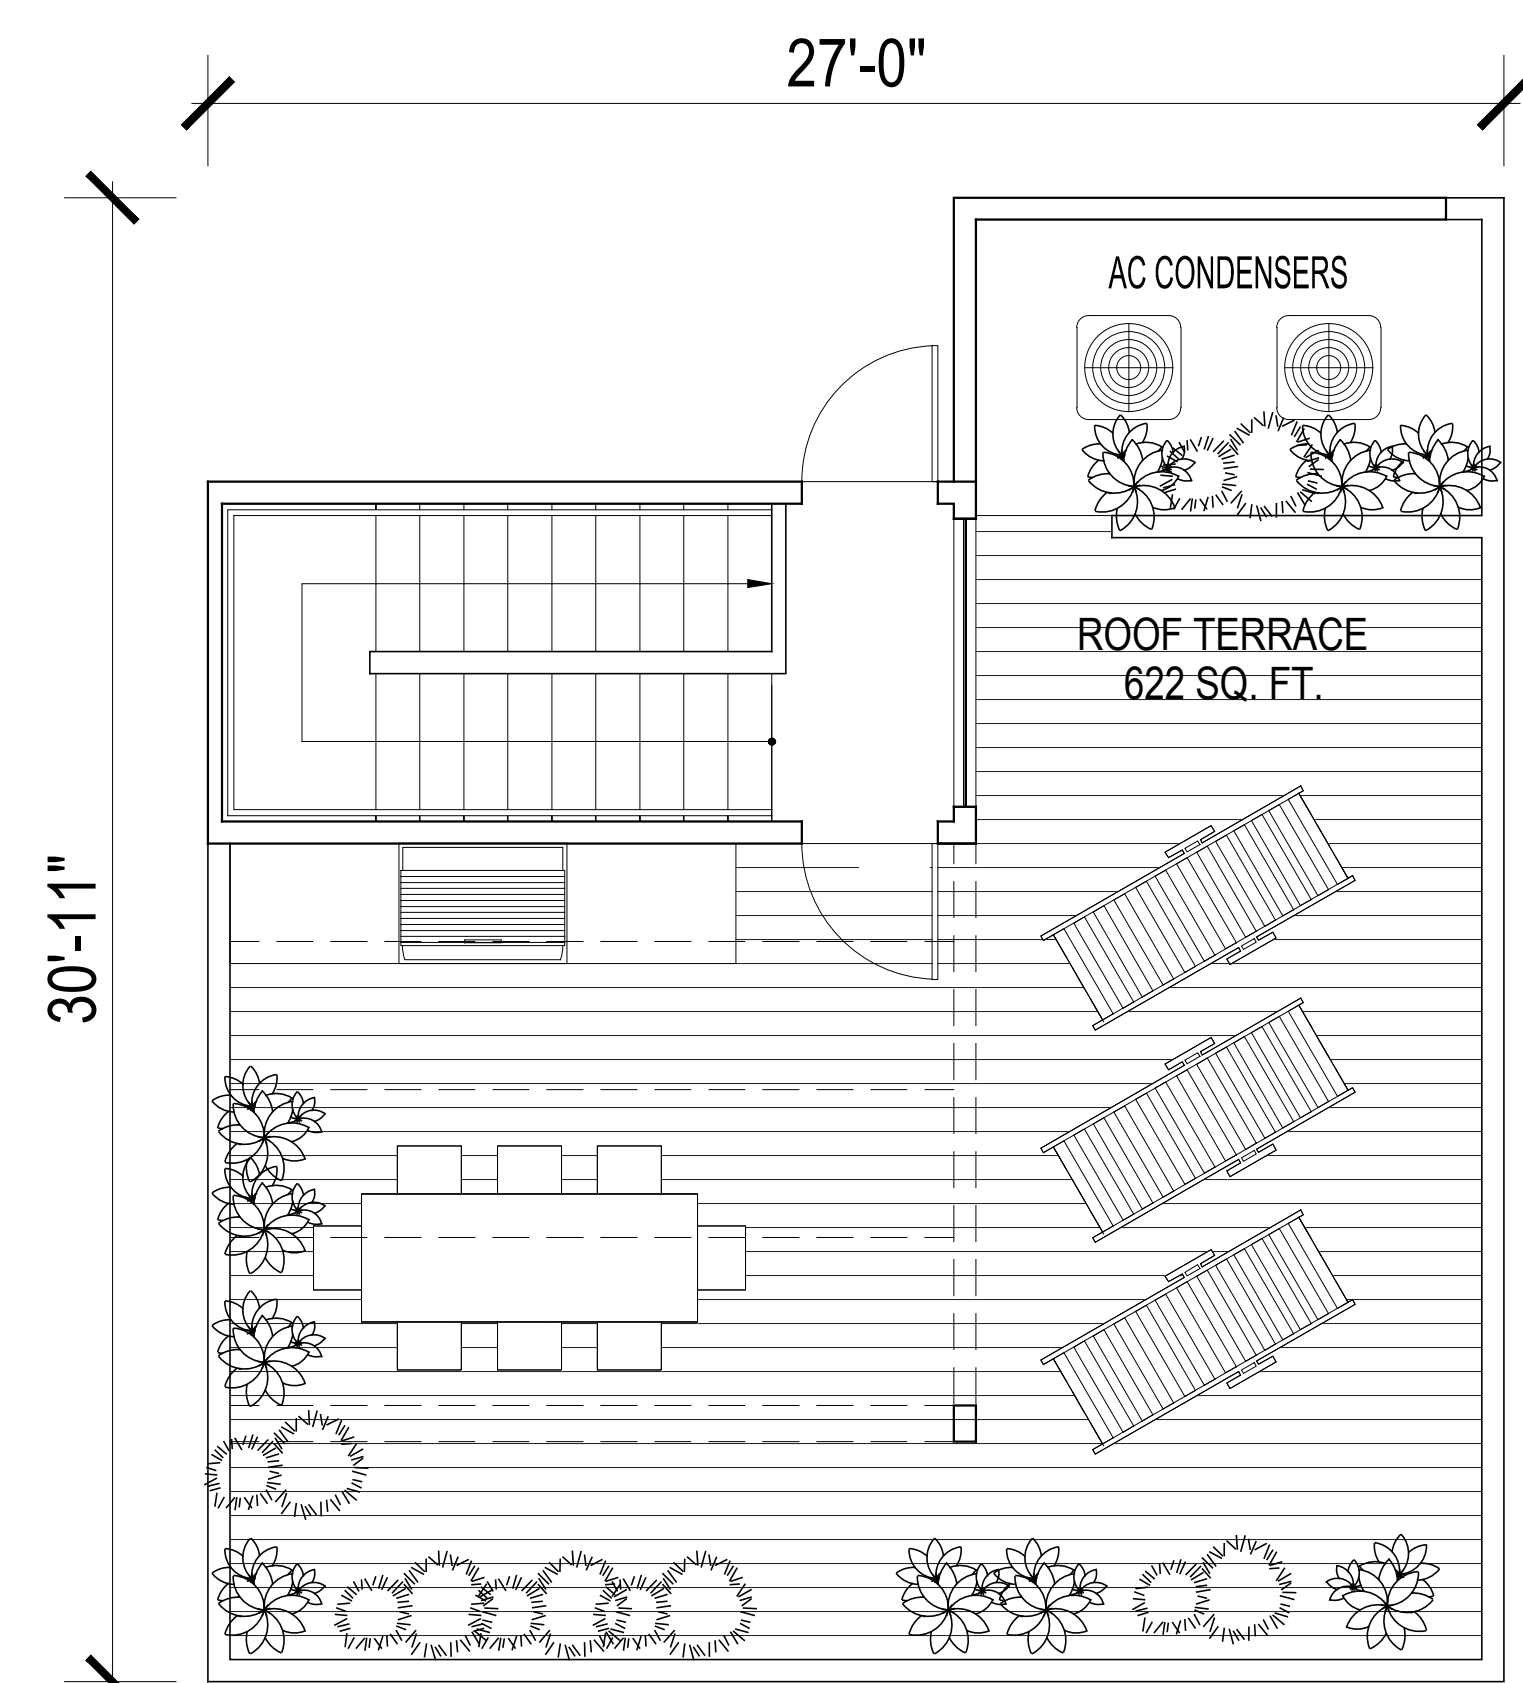 27'-0"
AC CONDENSERS
ROOF TERRACE
622 SQ. FT.
30'-11"